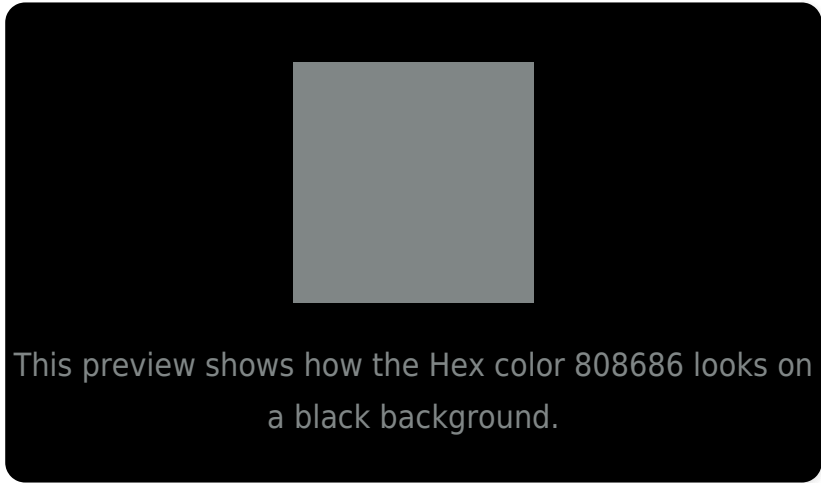 This preview shows how the Hex color 808686 looks on
a black background.